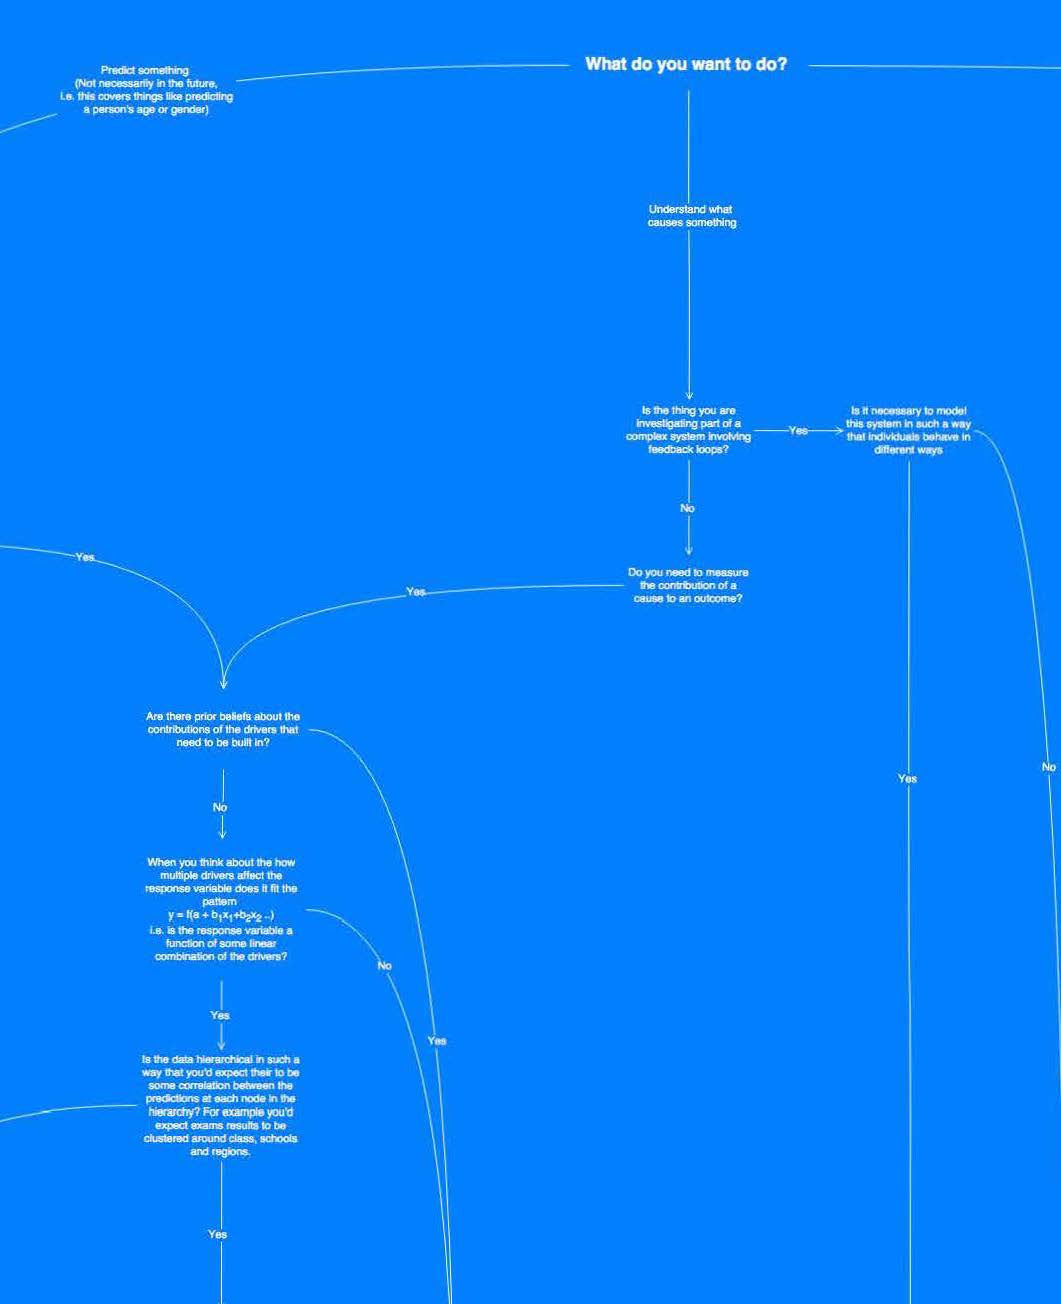 What do you want to do?
Predict something
(Not necessarily in the future,
i.e. this covers things like predicting
a person's age or gender)
Understand what
causes something
Is the thing you are
investigating part of a
complex system involving
feedback loops?
Yes
Is it necessary to model
this system in such a way
that individuals behave in
different ways
No
Do you need to measure
the contribution of a
cause to an outcome?
Yes
Yes
Are there prior beliefs about the
contributions of the drivers that
need to be built in?
No
Yes
No
When you think about the how
multiple drivers affect the
response variable does it fit the
pattern
y = f(a + b₁x₁+b₂x₂ ..)
i.e. is the response variable a
function of some linear
combination of the drivers?
No
Yes
Yes
Is the data hierarchical in such a
way that you'd expect their to be
some correlation between the
predictions at each node in the
hierarchy? For example you'd
expect exams results to be
clustered around class, schools
and regions.
Yes